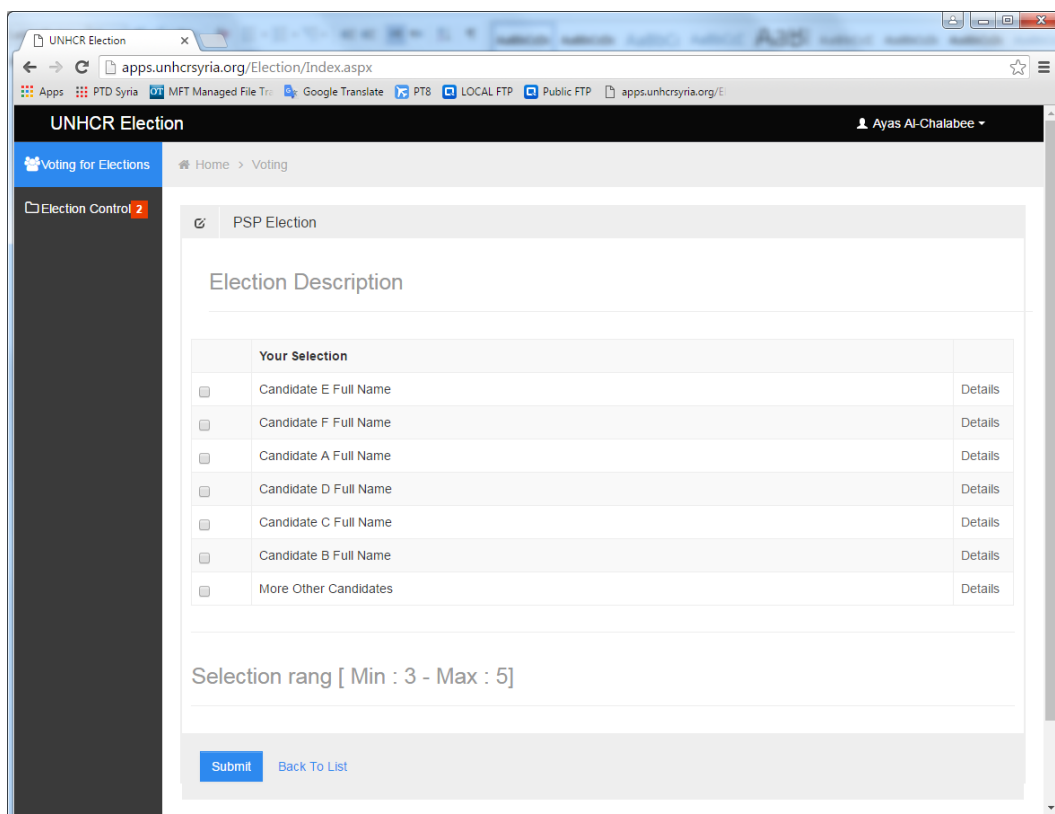 UNHCR Election
apps.unhcrsyria.org/Election/Index.aspx
Apps PTD Syria MFT Managed File Tra Google Translate PT8 LOCAL FTP Public FTP apps.unhcrsyria.org/E
UNHCR Election Ayas Al-Chalabee
Voting for Elections Home > Voting
Election Control 2
PSP Election
Election Description
Your Selection
Candidate E Full Name Details
Candidate F Full Name Details
Candidate A Full Name Details
Candidate D Full Name Details
Candidate C Full Name Details
Candidate B Full Name Details
More Other Candidates Details
Selection rang [ Min : 3 - Max : 5]
Submit Back To List